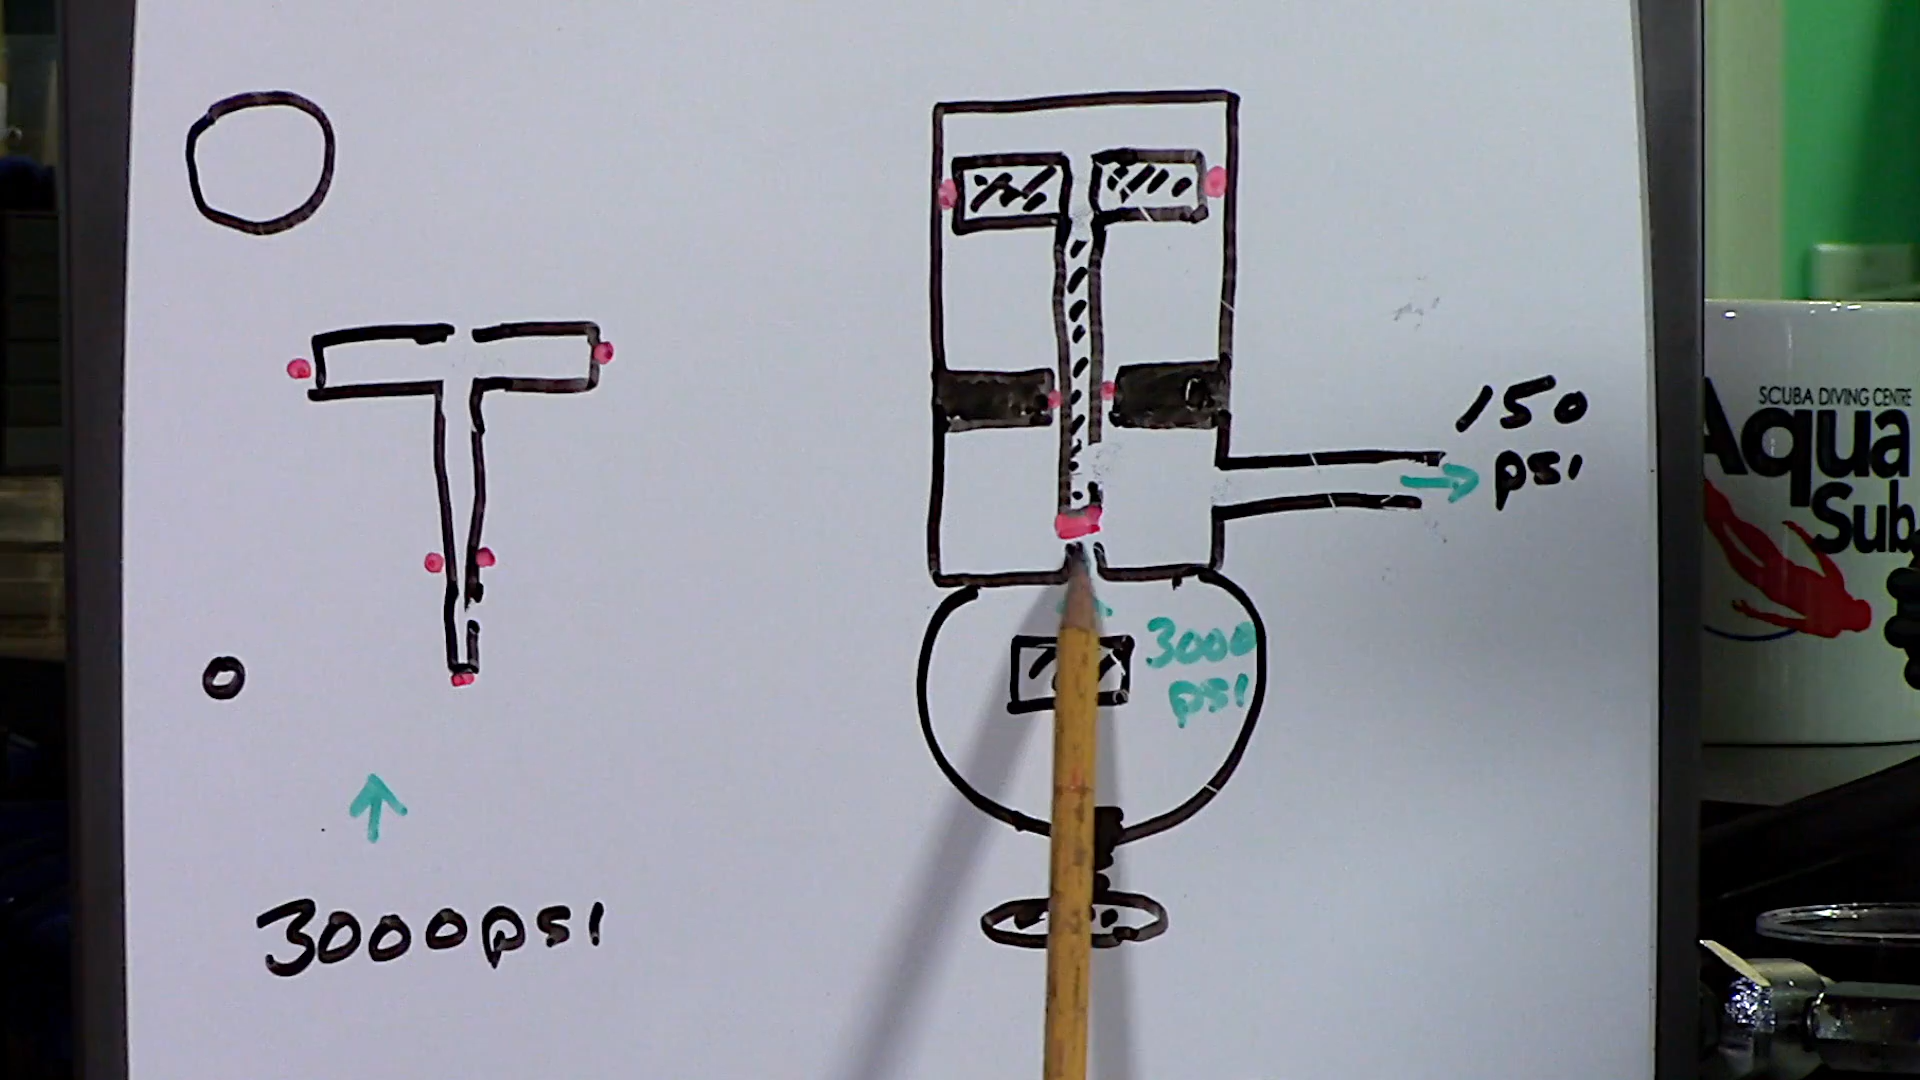 3000psi
150
psi
3000
psi
SCUBA DIVING CENTRE
Aqua
Sub